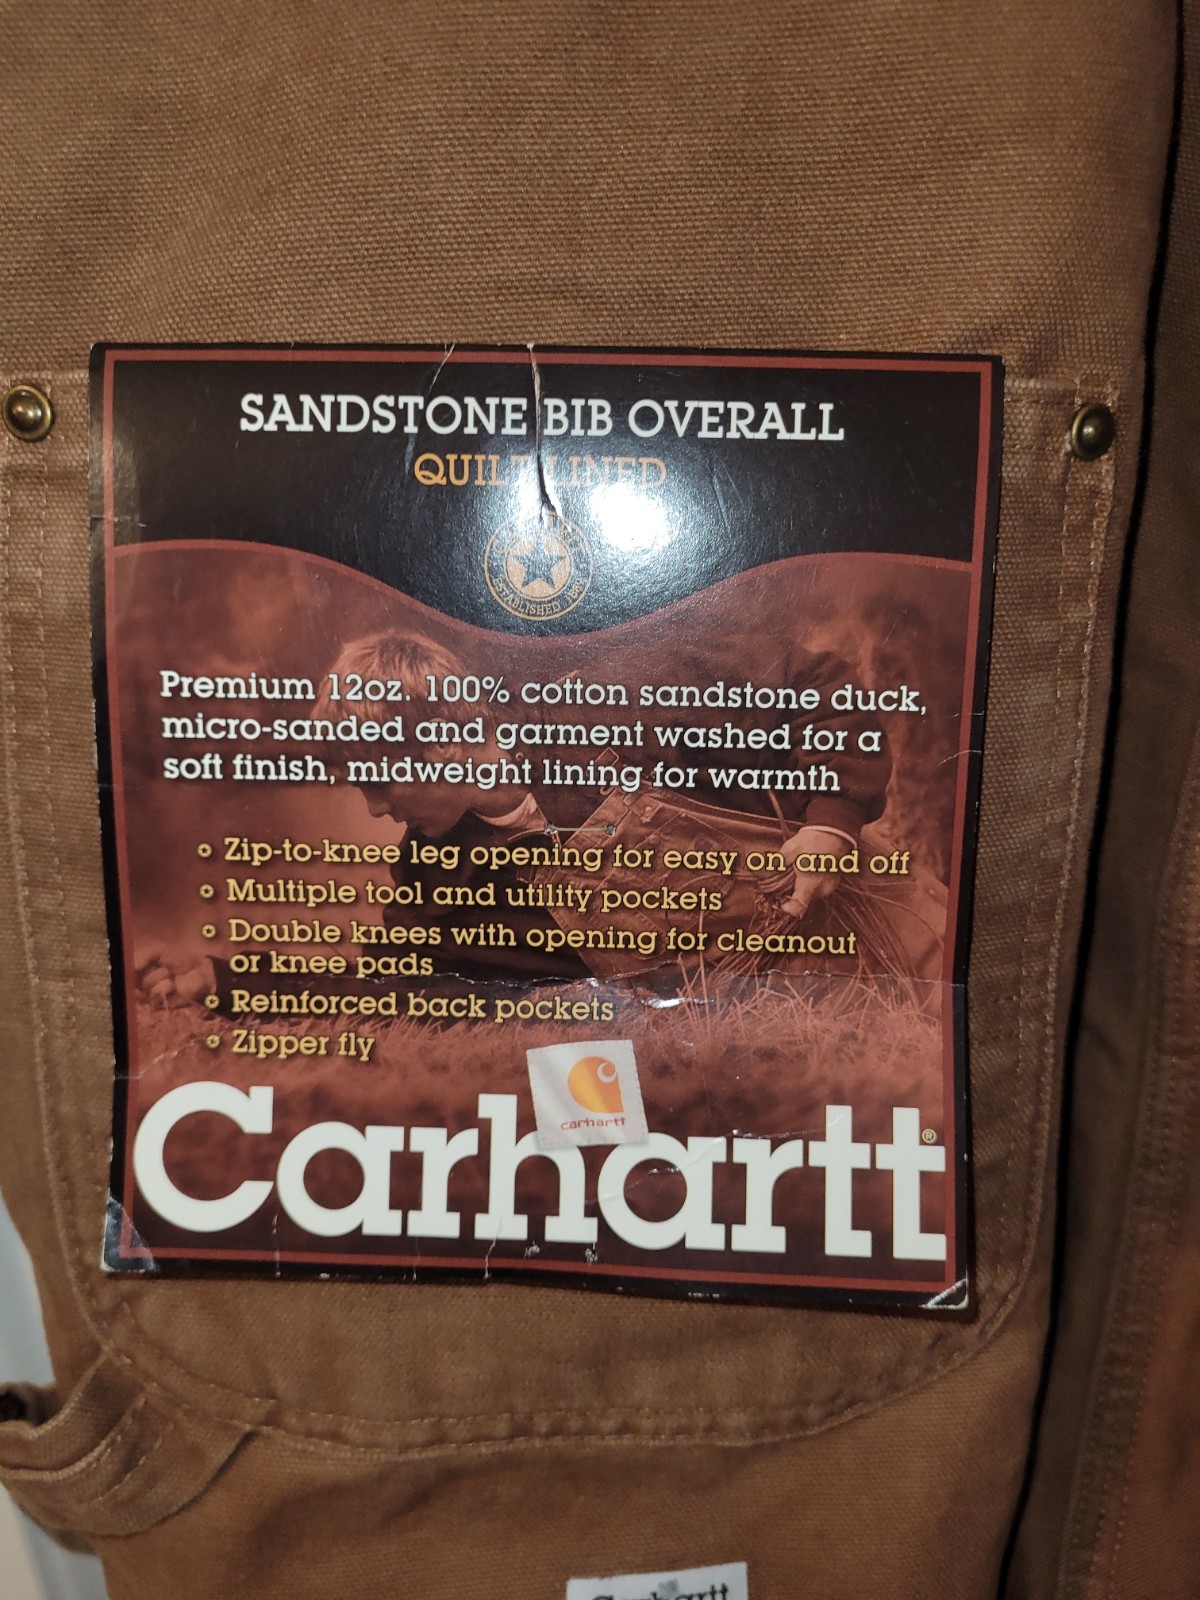 SANDSTONE BIB OVERALL
QUILT LINED
ESTABLISHED
Premium 12oz. 100% cotton sandstone duck,
micro-sanded and garment washed for a
soft finish, midweight lining for warmth
Zip-to-knee leg opening for easy on and off
Multiple tool and utility pockets
Double knees with opening for cleanout
or knee pads
Reinforced back pockets
Zipper fly
carhartt
Carhartt®
Carhartt